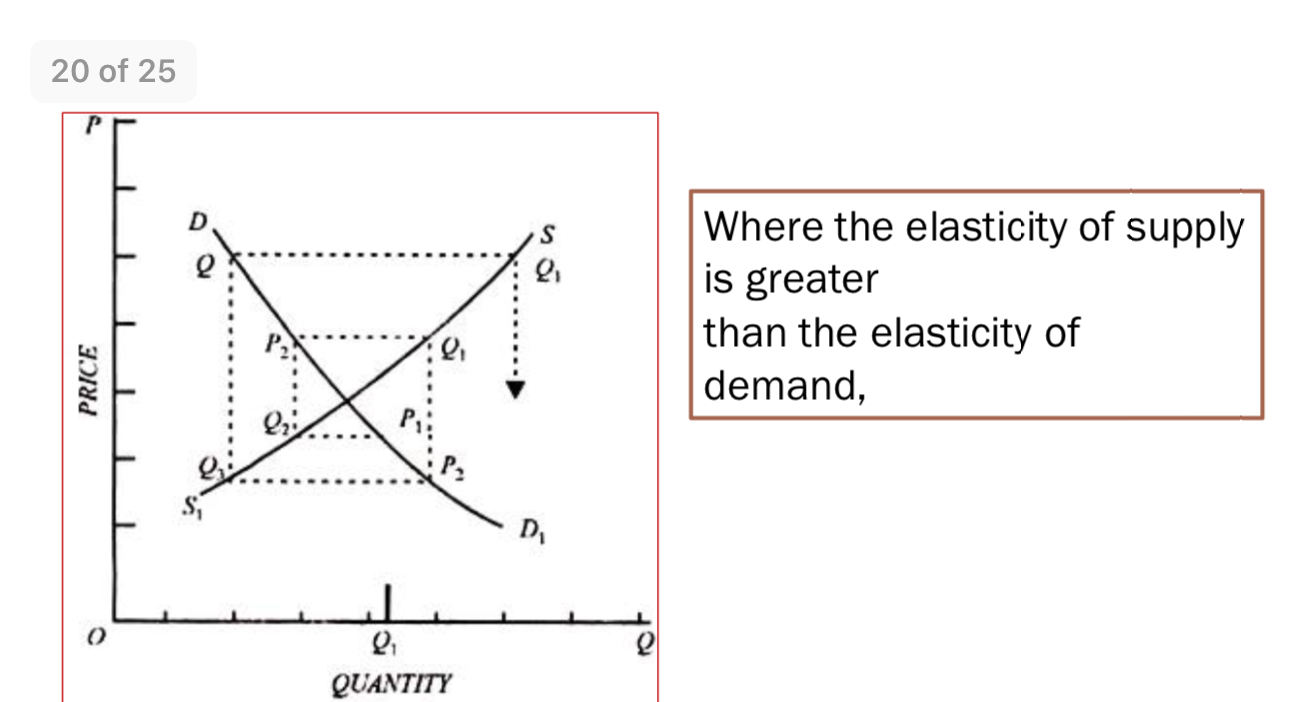 20 of 25
P
D
S
Q
Q₁
P₂
Q₁
Q₂
P₁
Q₃
P₂
S₁
D₁
PRICE
O
Q₁
Q
QUANTITY
Where the elasticity of supply
is greater
than the elasticity of
demand,